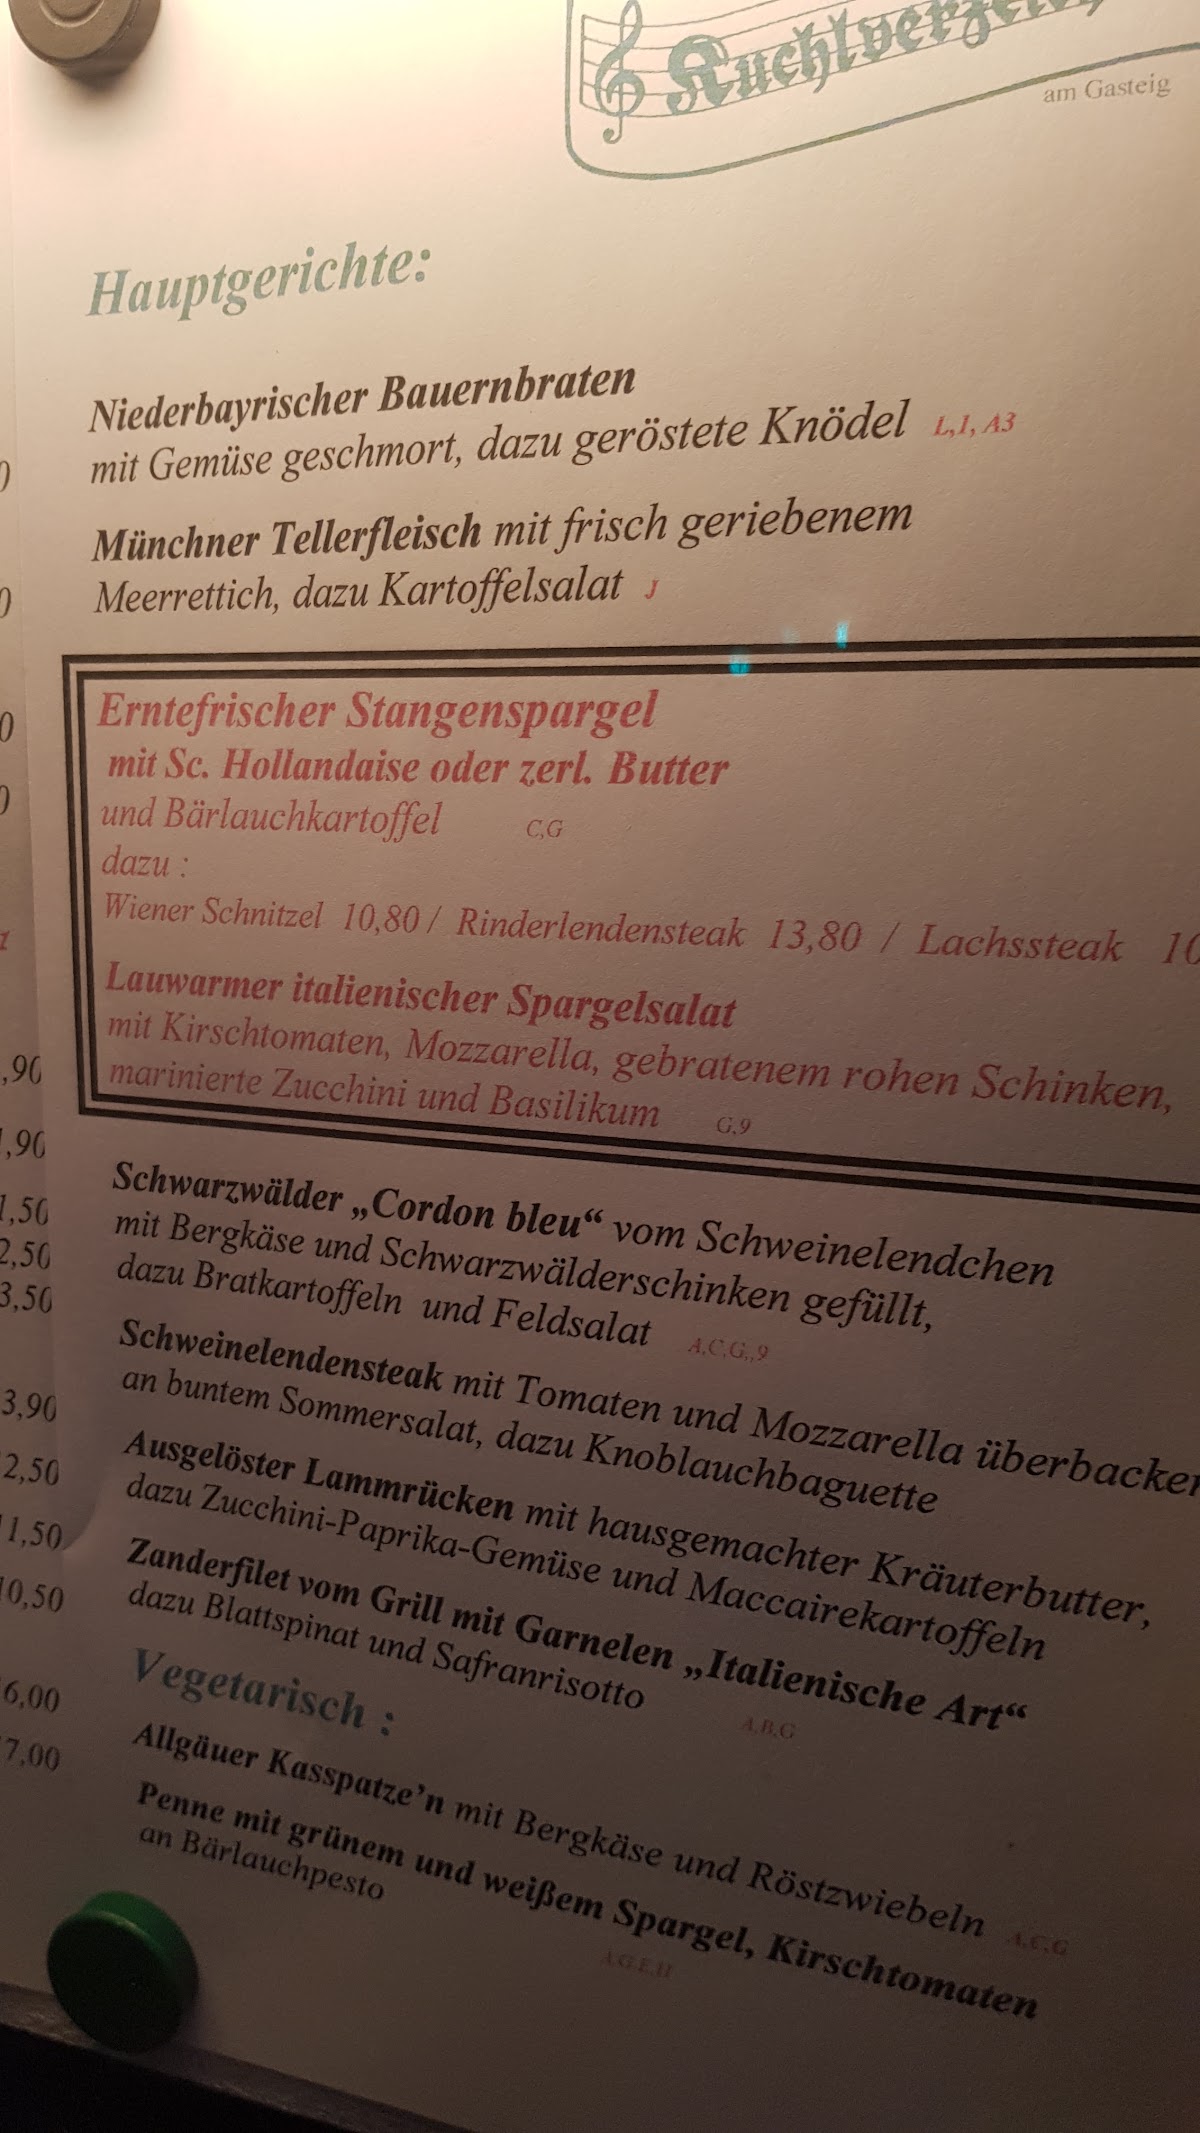 Kuchlverzeich
am Gasteig
Hauptgerichte:
Niederbayrischer Bauernbraten
mit Gemüse geschmort, dazu geröstete Knödel L,1, A3
Münchner Tellerfleisch mit frisch geriebenem
Meerrettich, dazu Kartoffelsalat J
Erntefrischer Stangenspargel
mit Sc. Hollandaise oder zerl. Butter
und Bärlauchkartoffel C,G
dazu :
Wiener Schnitzel 10,80 / Rinderlendensteak 13,80 / Lachssteak 10
Lauwarmer italienischer Spargelsalat
mit Kirschtomaten, Mozzarella, gebratenem rohen Schinken,
marinierte Zucchini und Basilikum G,9
Schwarzwälder „Cordon bleu“ vom Schweinelendchen
mit Bergkäse und Schwarzwälderschinken gefüllt,
dazu Bratkartoffeln und Feldsalat A,C,G,,9
Schweinelendensteak mit Tomaten und Mozzarella überbacken
an buntem Sommersalat, dazu Knoblauchbaguette
Ausgelöster Lammrücken mit hausgemachter Kräuterbutter,
dazu Zucchini-Paprika-Gemüse und Maccairekartoffeln
Zanderfilet vom Grill mit Garnelen „Italienische Art“
dazu Blattspinat und Safranrisotto A,B,G
Vegetarisch :
Allgäuer Kasspatze’n mit Bergkäse und Röstzwiebeln A,C,G
Penne mit grünem und weißem Spargel, Kirschtomaten
an Bärlauchpesto
,90
,90
1,50
2,50
3,50
3,90
2,50
11,50
10,50
6,00
7,00